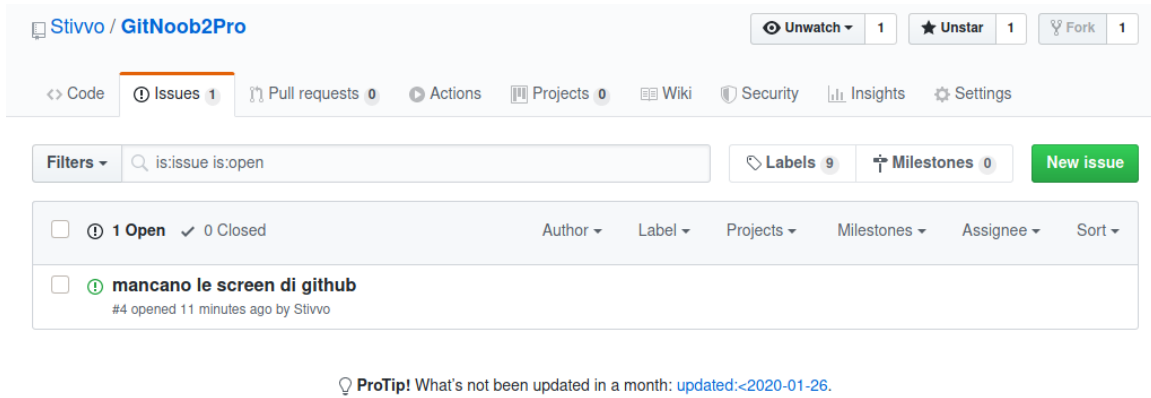 Stivvo / GitNoob2Pro
Unwatch 1 Unstar 1 Fork 1
Code Issues 1 Pull requests 0 Actions Projects 0 Wiki Security Insights Settings
Filters is:issue is:open Labels 9 Milestones 0 New issue
1 Open 0 Closed Author Label Projects Milestones Assignee Sort
mancano le screen di github
#4 opened 11 minutes ago by Stivvo
ProTip! What's not been updated in a month: updated:<2020-01-26.